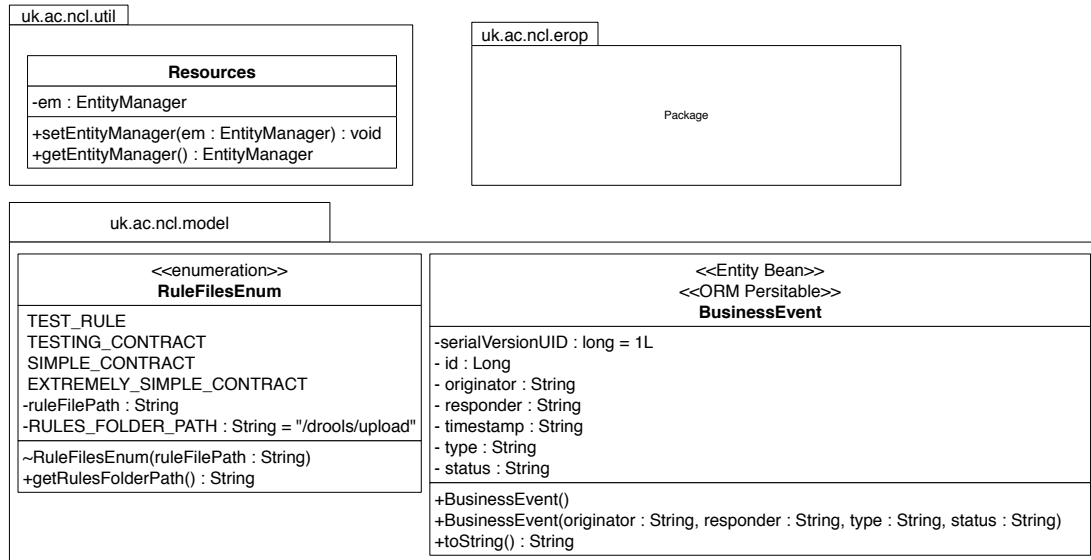 uk.ac.ncl.util
Resources
-em : EntityManager
+setEntityManager(em : EntityManager) : void
+getEntityManager() : EntityManager
uk.ac.ncl.erop
Package
uk.ac.ncl.model
<<enumeration>>
RuleFilesEnum
TEST_RULE
TESTING_CONTRACT
SIMPLE_CONTRACT
EXTREMELY_SIMPLE_CONTRACT
-ruleFilePath : String
-RULES_FOLDER_PATH : String = "/drools/upload"
~RuleFilesEnum(ruleFilePath : String)
+getRulesFolderPath() : String
<<Entity Bean>>
<<ORM Persitable>>
BusinessEvent
-serialVersionUID : long = 1L
- id : Long
- originator : String
- responder : String
- timestamp : String
- type : String
- status : String
+BusinessEvent()
+BusinessEvent(originator : String, responder : String, type : String, status : String)
+toString() : String